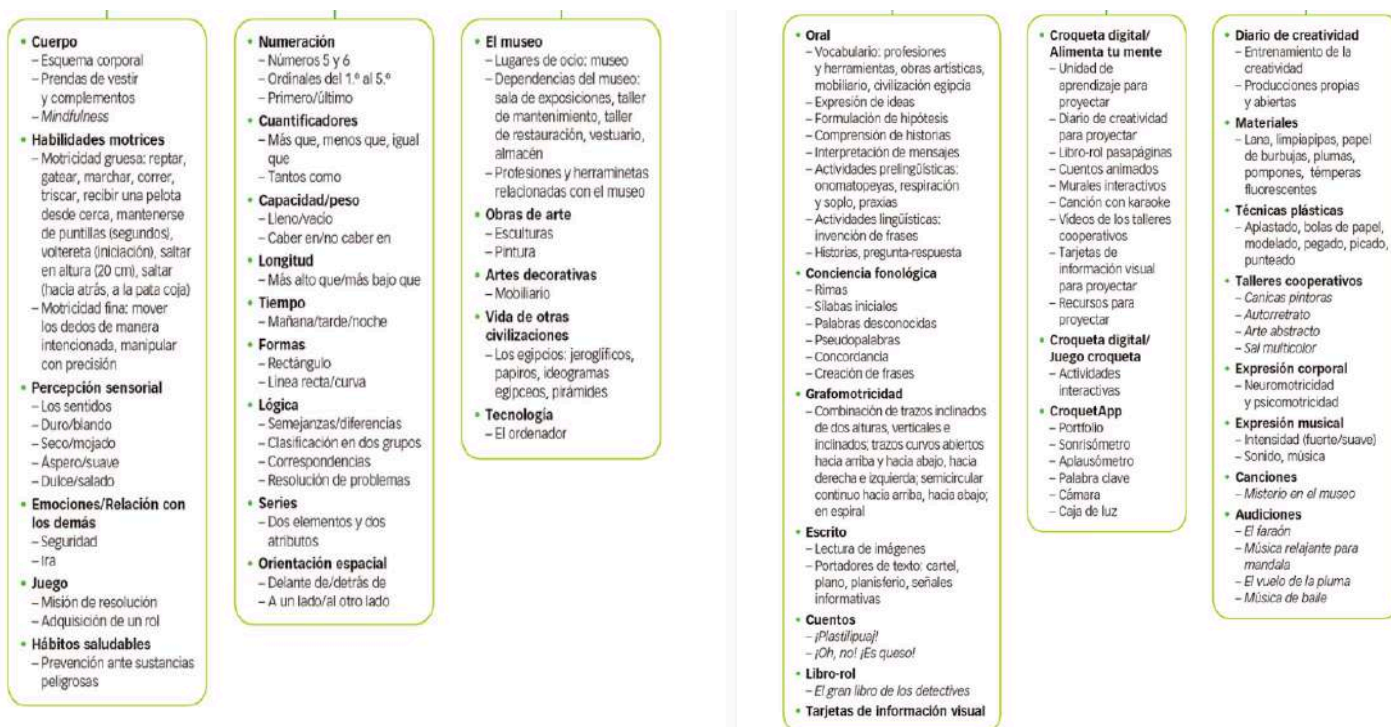 • Cuerpo
– Esquema corporal
– Prendas de vestir
y complementos
– Mindfulness
• Habilidades motrices
– Motricidad gruesa: reptar,
gatear, marchar, correr,
triscar, recibir una pelota
desde cerca, mantenerse
de puntillas (segundos),
voltereta (iniciación), saltar
en altura (20 cm), saltar
(hacia atrás, a la pata coja)
– Motricidad fina: mover
los dedos de manera
intencionada, manipular
con precisión
• Percepción sensorial
– Los sentidos
– Duro/blando
– Seco/mojado
– Áspero/suave
– Dulce/salado
• Emociones/Relación con
los demás
– Seguridad
– Ira
• Juego
– Misión de resolución
– Adquisición de un rol
• Hábitos saludables
– Prevención ante sustancias
peligrosas
• Numeración
– Números 5 y 6
– Ordinales del 1.º al 5.º
– Primero/último
• Cuantificadores
– Más que, menos que, igual
que
– Tantos como
• Capacidad/peso
– Lleno/vacío
– Caber en/no caber en
• Longitud
– Más alto que/más bajo que
• Tiempo
– Mañana/tarde/noche
• Formas
– Rectángulo
– Línea recta/curva
• Lógica
– Semejanzas/diferencias
– Clasificación en dos grupos
– Correspondencias
– Resolución de problemas
• Series
– Dos elementos y dos
atributos
• Orientación espacial
– Delante de/detrás de
– A un lado/al otro lado
• El museo
– Lugares de ocio: museo
– Dependencias del museo:
sala de exposiciones, taller
de mantenimiento, taller
de restauración, vestuario,
almacén
– Profesiones y herraminetas
relacionadas con el museo
• Obras de arte
– Esculturas
– Pintura
• Artes decorativas
– Mobiliario
• Vida de otras
civilizaciones
– Los egipcios: jeroglíficos,
papiros, ideogramas
egipceos, pirámides
• Tecnología
– El ordenador
• Oral
– Vocabulario: profesiones
y herramientas, obras artísticas,
mobiliario, civilización egipcia
– Expresión de ideas
– Formulación de hipótesis
– Comprensión de historias
– Interpretación de mensajes
– Actividades prelingüísticas:
onomatopeyas, respiración
y soplo, praxias
– Actividades lingüísticas:
invención de frases
– Historias, pregunta-respuesta
• Conciencia fonológica
– Rimas
– Sílabas iniciales
– Palabras desconocidas
– Pseudopalabras
– Concordancia
– Creación de frases
• Grafomotricidad
– Combinación de trazos inclinados
de dos alturas, verticales e
inclinados; trazos curvos abiertos
hacia arriba y hacia abajo, hacia
derecha e izquierda; semicircular
continuo hacia arriba, hacia abajo;
en espiral
• Escrito
– Lectura de imágenes
– Portadores de texto: cartel,
plano, planisferio, señales
informativas
• Cuentos
– ¡Plastilipuaj!
– ¡Oh, no! ¡Es queso!
• Libro-rol
– El gran libro de los detectives
• Tarjetas de información visual
• Croqueta digital/
Alimenta tu mente
– Unidad de
aprendizaje para
proyectar
– Diario de creatividad
para proyectar
– Libro-rol pasapáginas
– Cuentos animados
– Murales interactivos
– Canción con karaoke
– Vídeos de los talleres
cooperativos
– Tarjetas de
información visual
para proyectar
– Recursos para
proyectar
• Croqueta digital/
Juego croqueta
– Actividades
interactivas
• CroquetApp
– Portfolio
– Sonrisómetro
– Aplausómetro
– Palabra clave
– Cámara
– Caja de luz
• Diario de creatividad
– Entrenamiento de la
creatividad
– Producciones propias
y abiertas
• Materiales
– Lana, limpiapipas, papel
de burbujas, plumas,
pompones, témperas
fluorescentes
• Técnicas plásticas
– Aplastado, bolas de papel,
modelado, pegado, picado,
punteado
• Talleres cooperativos
– Canicas pintoras
– Autorretrato
– Arte abstracto
– Sal multicolor
• Expresión corporal
– Neuromotricidad
y psicomotricidad
• Expresión musical
– Intensidad (fuerte/suave)
– Sonido, música
• Canciones
– Misterio en el museo
• Audiciones
– El faraón
– Música relajante para
mandala
– El vuelo de la pluma
– Música de baile